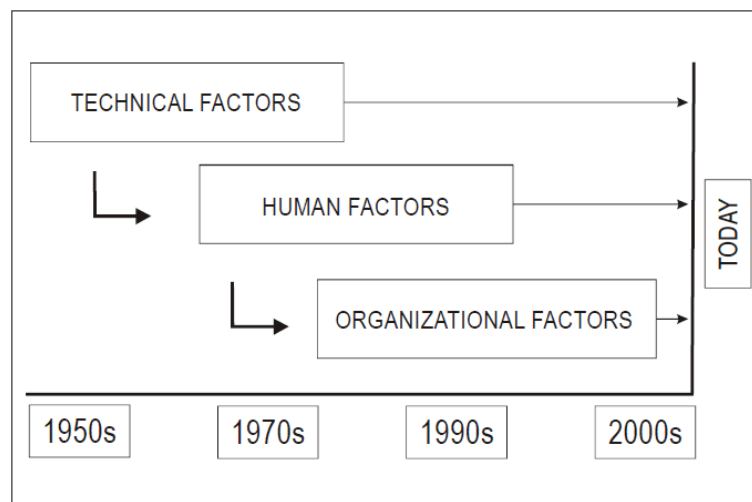 TECHNICAL FACTORS
HUMAN FACTORS
TODAY
ORGANIZATIONAL FACTORS
1950s
1970s
1990s
2000s